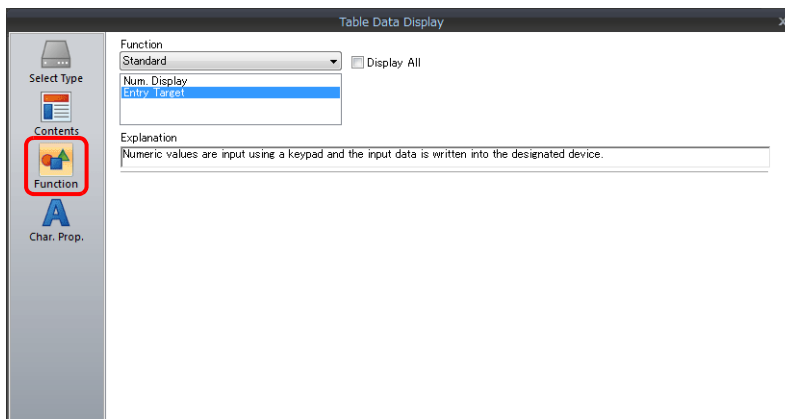 Table Data Display
Select Type
Contents
Function
Char. Prop.
Function
Standard
Display All
Num. Display
Entry Target
Explanation
Numeric values are input using a keypad and the input data is written into the designated device.